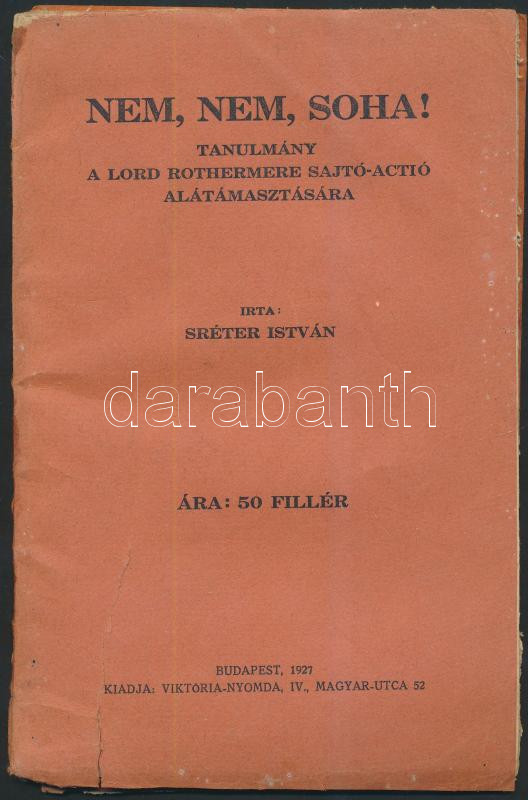 NEM, NEM, SOHA!
TANULMÁNY
A LORD ROTHERMERE SAJTÓ-ACTIÓ
ALÁTÁMASZTÁSÁRA
IRTA:
SRÉTER ISTVÁN
darabanth
ÁRA: 50 FILLÉR
BUDAPEST, 1927
KIADJA: VIKTÓRIA-NYOMDA, IV., MAGYAR-UTCA 52